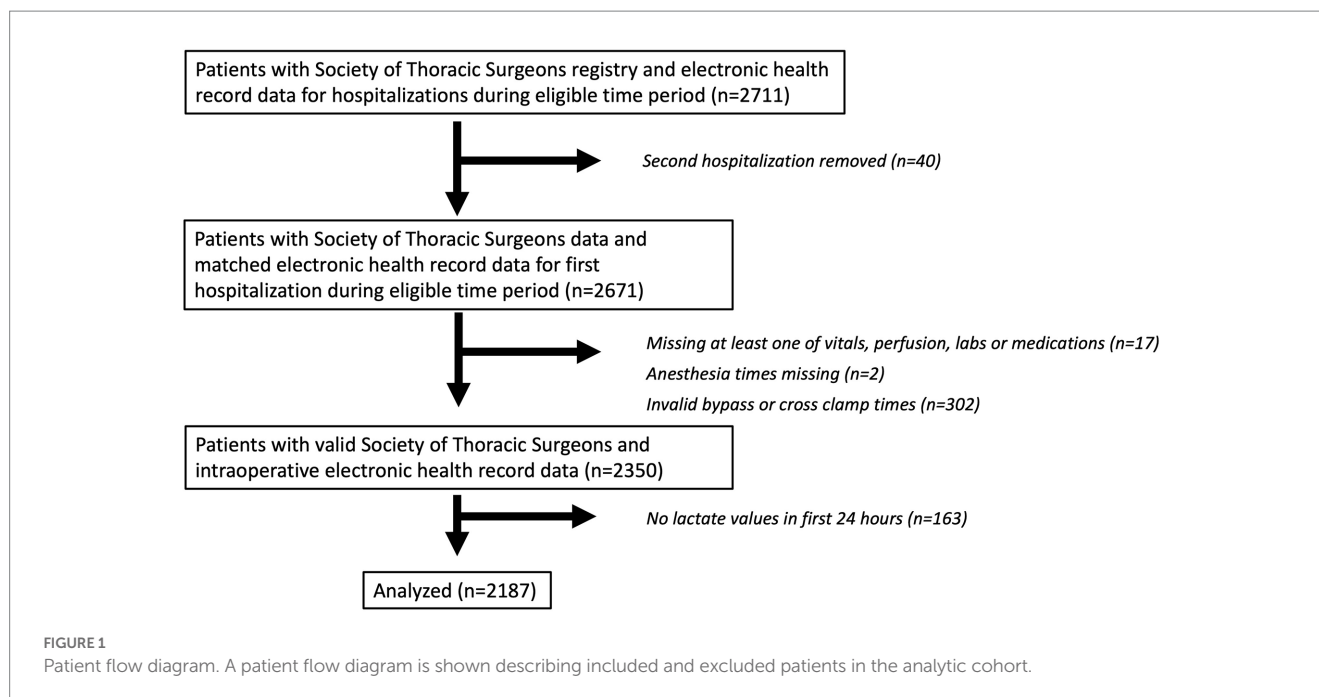 Patients with Society of Thoracic Surgeons registry and electronic health
record data for hospitalizations during eligible time period (n=2711)
Second hospitalization removed (n=40)
Patients with Society of Thoracic Surgeons data and
matched electronic health record data for first
hospitalization during eligible time period (n=2671)
Missing at least one of vitals, perfusion, labs or medications (n=17)
Anesthesia times missing (n=2)
Invalid bypass or cross clamp times (n=302)
Patients with valid Society of Thoracic Surgeons and
intraoperative electronic health record data (n=2350)
No lactate values in first 24 hours (n=163)
Analyzed (n=2187)
FIGURE 1
Patient flow diagram. A patient flow diagram is shown describing included and excluded patients in the analytic cohort.